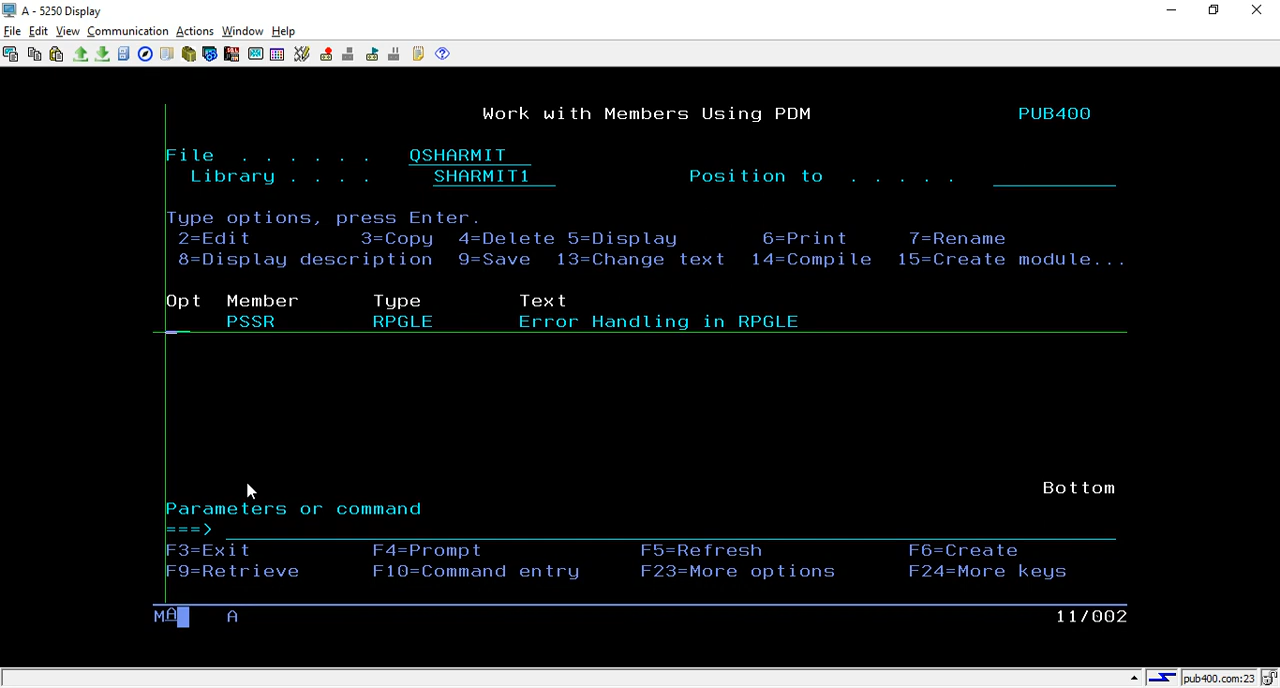 A - 5250 Display
File Edit View Communication Actions Window Help
Work with Members Using PDM PUB400
File . . . . . . QSHARMIT
Library . . . . SHARMIT1 Position to . . . . .
Type options, press Enter.
2=Edit 3=Copy 4=Delete 5=Display 6=Print 7=Rename
8=Display description 9=Save 13=Change text 14=Compile 15=Create module...
Opt Member Type Text
PSSR RPGLE Error Handling in RPGLE
Bottom
Parameters or command
===>
F3=Exit F4=Prompt F5=Refresh F6=Create
F9=Retrieve F10=Command entry F23=More options F24=More keys
MA A 11/002
pub400.com:23